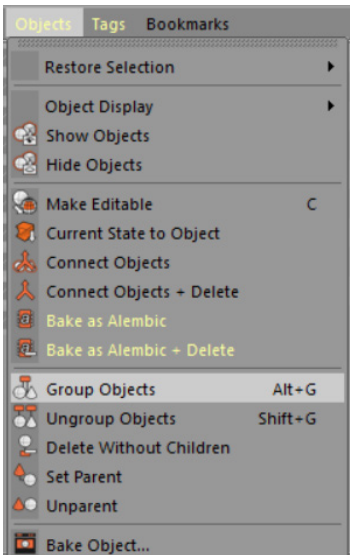 Objects Tags Bookmarks
Restore Selection
Object Display
Show Objects
Hide Objects
Make Editable C
Current State to Object
Connect Objects
Connect Objects + Delete
Bake as Alembic
Bake as Alembic + Delete
Group Objects Alt+G
Ungroup Objects Shift+G
Delete Without Children
Set Parent
Unparent
Bake Object...